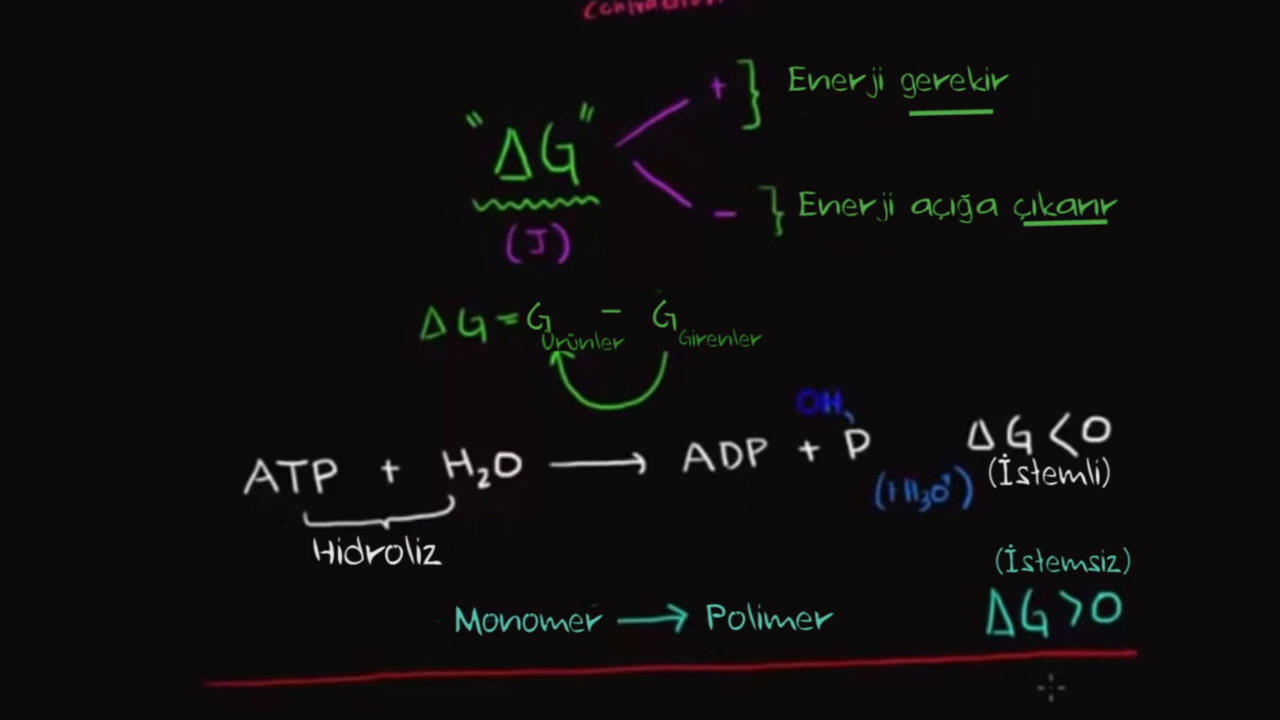 "ΔG"
+ } Enerji gerekir
- } Enerji açığa çıkarır
(J)
ΔG = G Ürünler - G Girenler
OH
ATP + H₂O → ADP + P ΔG < 0
(+ H₃O⁺) (İstemli)
Hidroliz
(İstemsiz)
Monomer → Polimer ΔG > 0